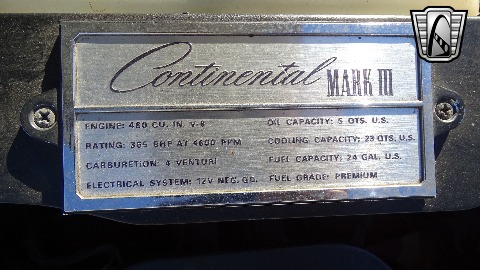 Continental MARK III
ENGINE: 460 CU. IN. V-8
RATING: 365 BHP AT 4600 RPM
CARBURETION: 4 VENTURI
ELECTRICAL SYSTEM: 12V NEG. GD.
OIL CAPACITY: 5 QTS. U.S.
COOLING CAPACITY: 23 QTS. U.S.
FUEL CAPACITY: 24 GAL. U.S.
FUEL GRADE: PREMIUM